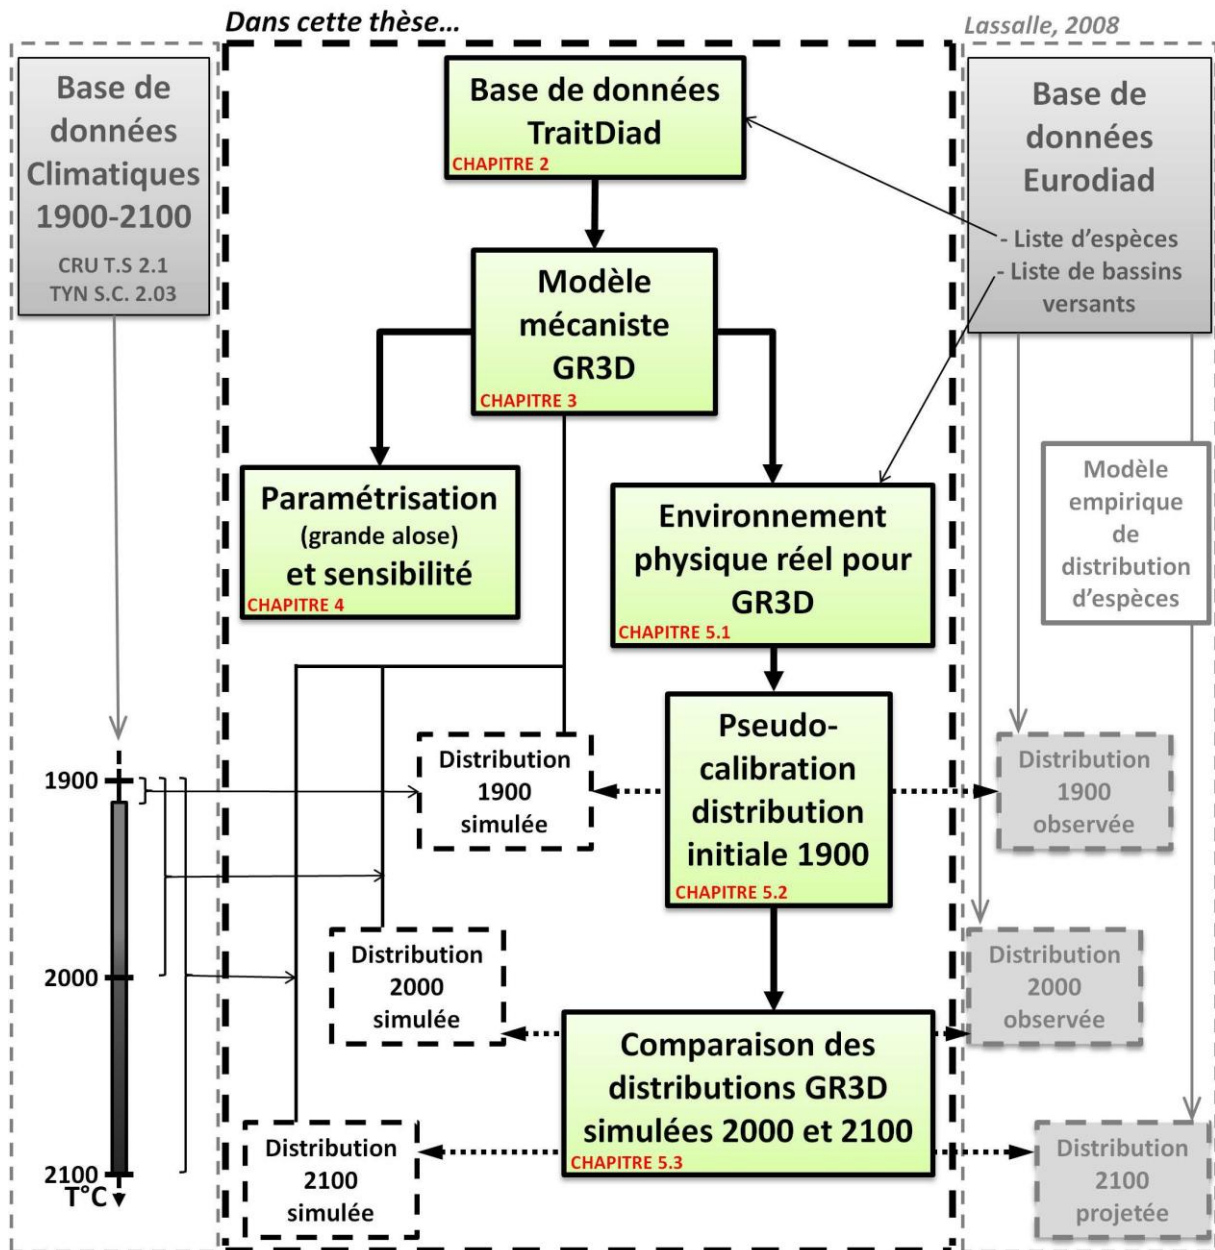 Dans cette thèse...
Lassalle, 2008
Base de
données
Climatiques
1900-2100
CRU T.S 2.1
TYN S.C. 2.03
Base de données
TraitDiad
CHAPITRE 2
Base de
données
Eurodiad
- Liste d'espèces
- Liste de bassins
versants
Modèle
mécaniste
GR3D
CHAPITRE 3
Paramétrisation
(grande alose)
et sensibilité
CHAPITRE 4
Environnement
physique réel pour
GR3D
CHAPITRE 5.1
Modèle
empirique
de
distribution
d'espèces
Pseudo-
calibration
distribution
initiale 1900
CHAPITRE 5.2
Distribution
1900
simulée
Distribution
1900
observée
1900
2000
2100
T°C
Distribution
2000
simulée
Distribution
2000
observée
Comparaison des
distributions GR3D
simulées 2000 et 2100
CHAPITRE 5.3
Distribution
2100
simulée
Distribution
2100
projetée